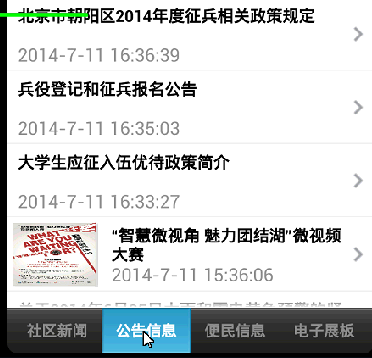 北京市朝阳区2014年度征兵相关政策规定
2014-7-11 16:36:39
兵役登记和征兵报名公告
2014-7-11 16:35:03
大学生应征入伍优待政策简介
2014-7-11 16:33:27
WHAT ARE YOU WAITING FOR?
“智慧微视角 魅力团结湖”微视频
大赛
2014-7-11 15:36:06
社区新闻 公告信息 便民信息 电子展板